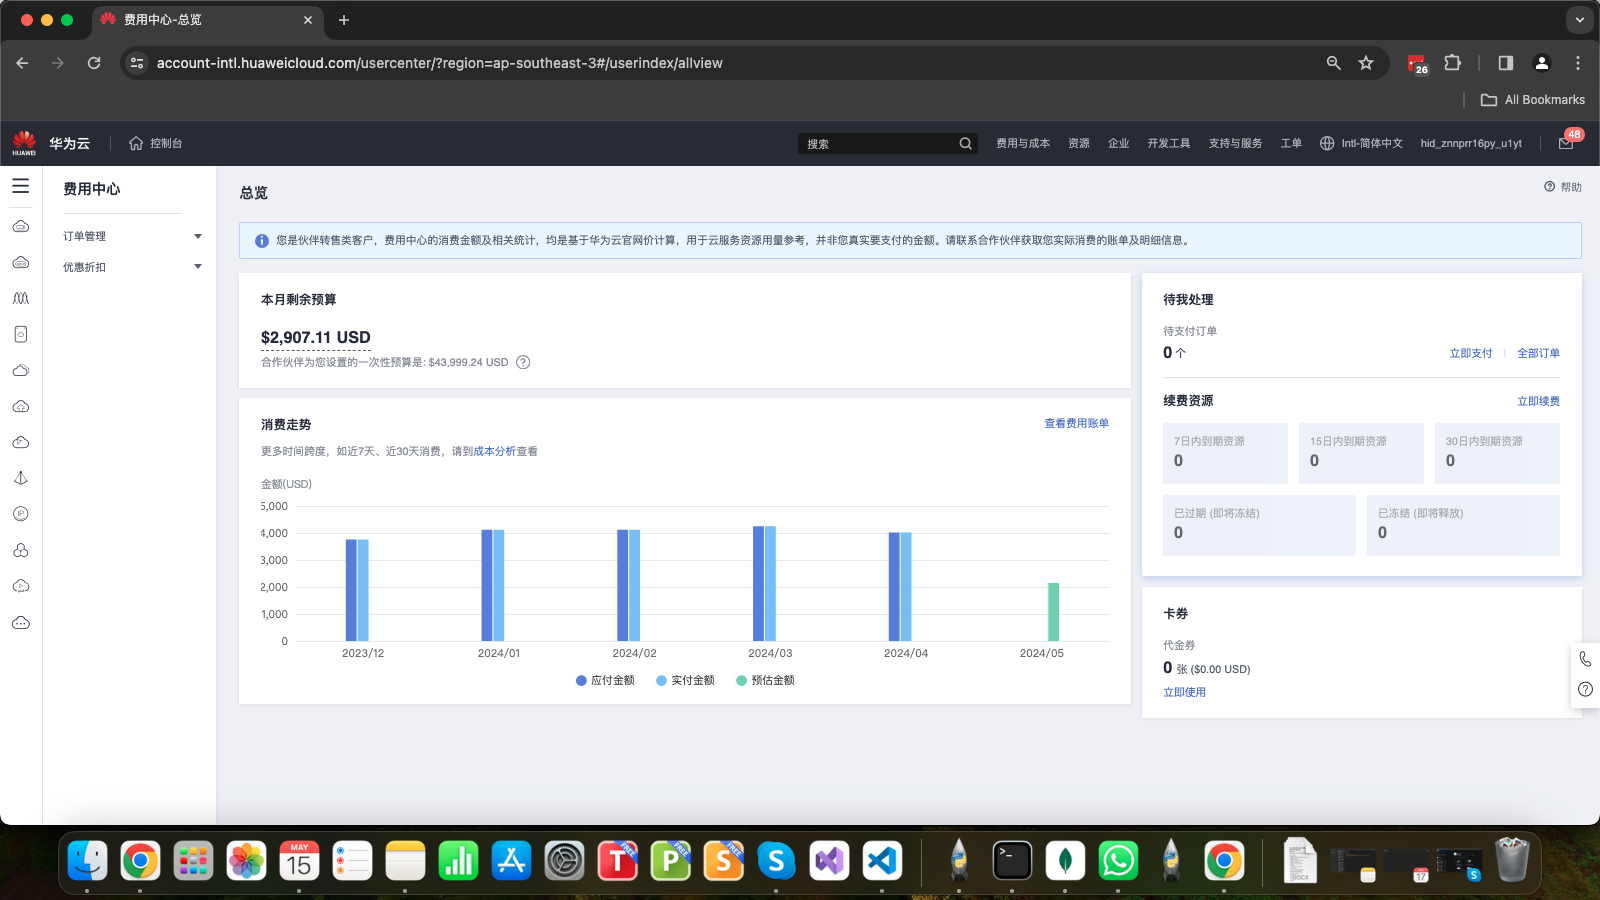 费用中心-总览
account-intl.huaweicloud.com/usercenter/?region=ap-southeast-3#/userindex/allview
26
All Bookmarks
HUAWEI
华为云
控制台
搜索
费用与成本
资源
企业
开发工具
支持与服务
工单
Intl-简体中文
hid_znnprr16py_u1yt
48
费用中心
订单管理
优惠折扣
总览
帮助
您是伙伴转售类客户，费用中心的消费金额及相关统计，均是基于华为云官网价计算，用于云服务资源用量参考，并非您真实要支付的金额。请联系合作伙伴获取您实际消费的账单及明细信息。
本月剩余预算
$2,907.11 USD
合作伙伴为您设置的一次性预算是: $43,999.24 USD
消费走势
查看费用账单
更多时间跨度，如近7天、近30天消费，请到成本分析查看
金额(USD)
5,000
4,000
3,000
2,000
1,000
0
2023/12
2024/01
2024/02
2024/03
2024/04
2024/05
应付金额
实付金额
预估金额
待我处理
待支付订单
0 个
立即支付
全部订单
续费资源
立即续费
7日内到期资源
0
15日内到期资源
0
30日内到期资源
0
已过期 (即将冻结)
0
已冻结 (即将释放)
0
卡券
代金券
0 张 ($0.00 USD)
立即使用
IP
MAY
15
T
FREE
P
FREE
S
FREE
S
DOCX
17
S